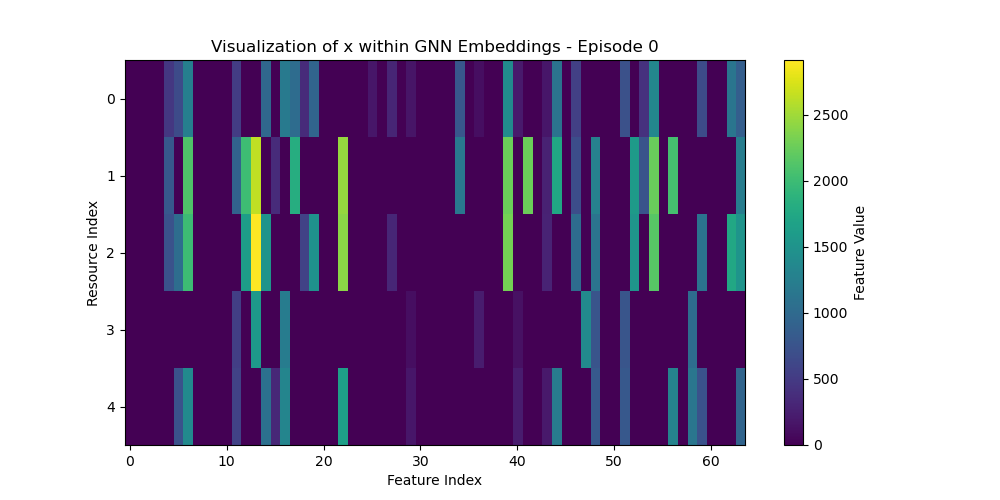 Visualization of x within GNN Embeddings - Episode 0
Resource Index
0
1
2
3
4
0 10 20 30 40 50 60
Feature Index
2500
2000
1500
1000
500
0
Feature Value